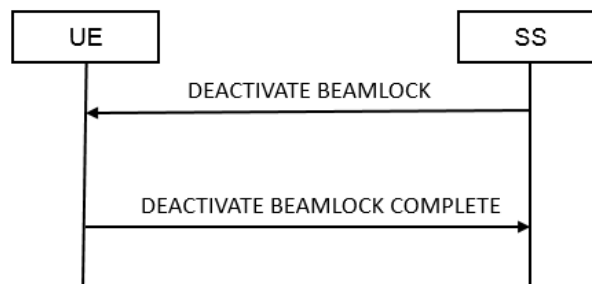 UE
SS
DEACTIVATE BEAMLOCK
DEACTIVATE BEAMLOCK COMPLETE